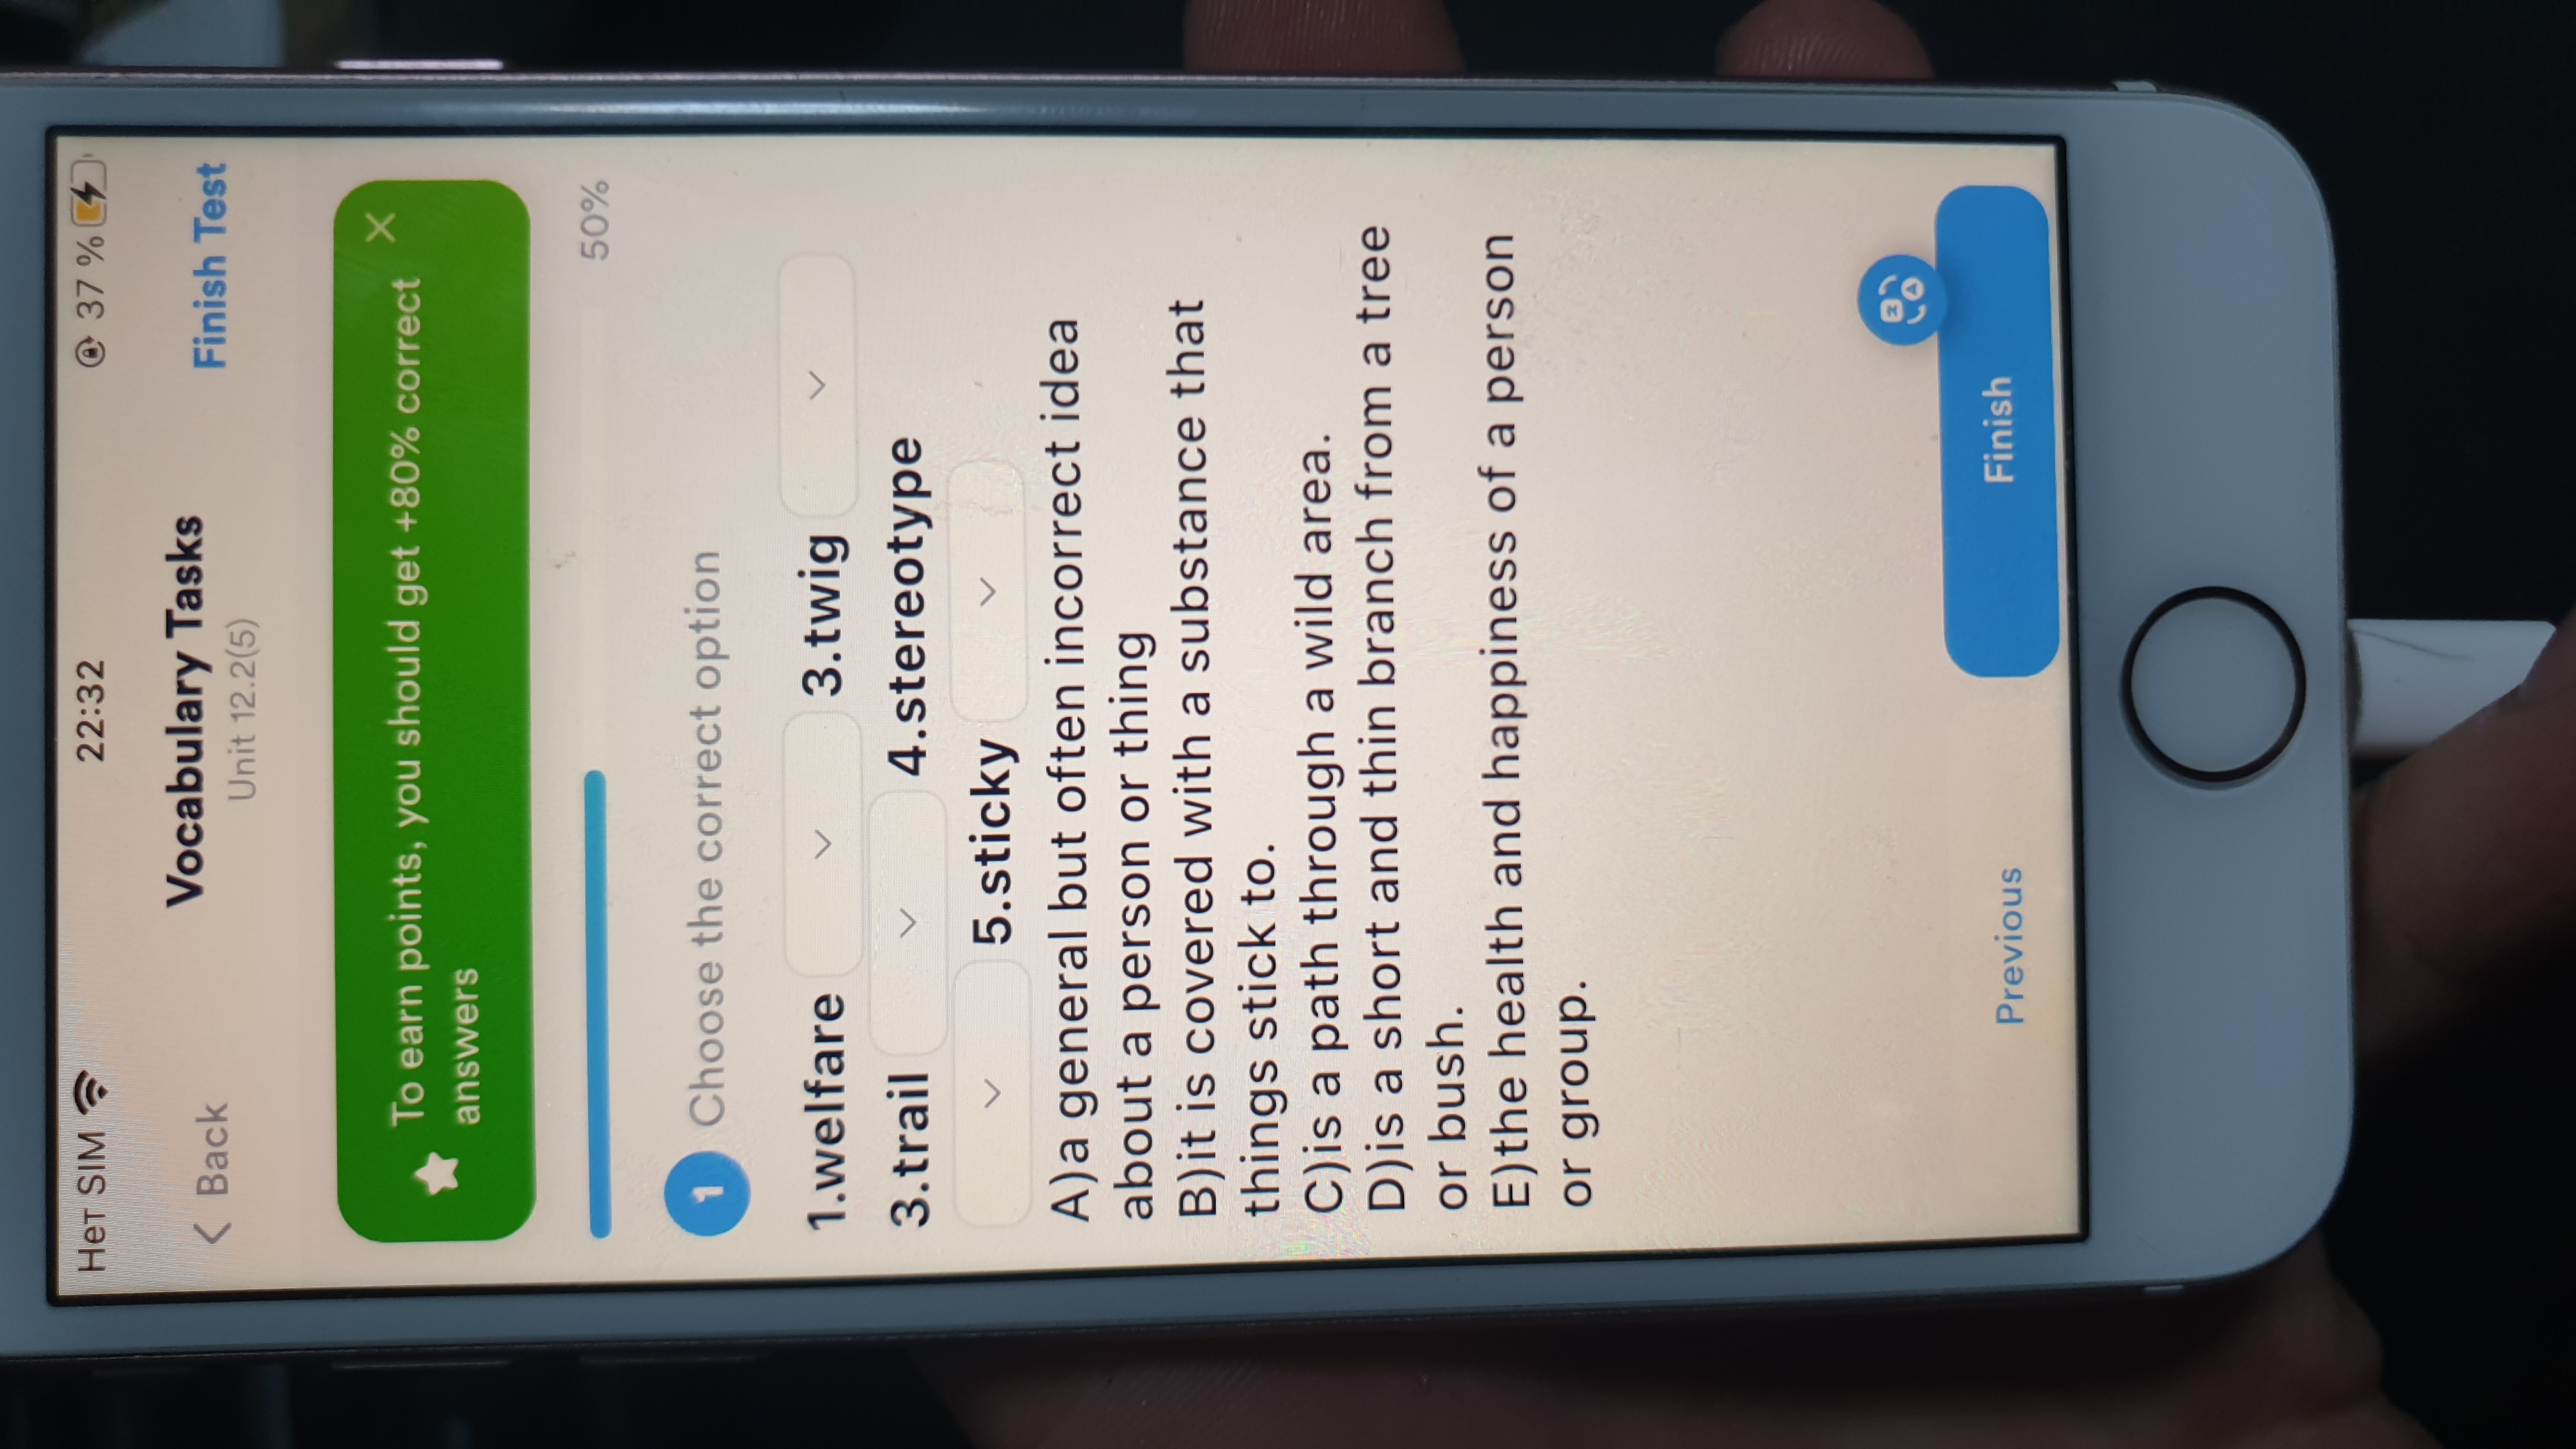 Нет SIM 22:32 37 %
Back Vocabulary Tasks Finish Test
Unit 12.2(5)
To earn points, you should get +80% correct
answers
50%
1 Choose the correct option
1.welfare 3.twig
3.trail 4.stereotype
5.sticky
A)a general but often incorrect idea
about a person or thing
B)it is covered with a substance that
things stick to.
C)is a path through a wild area.
D)is a short and thin branch from a tree
or bush.
E)the health and happiness of a person
or group.
Previous Finish